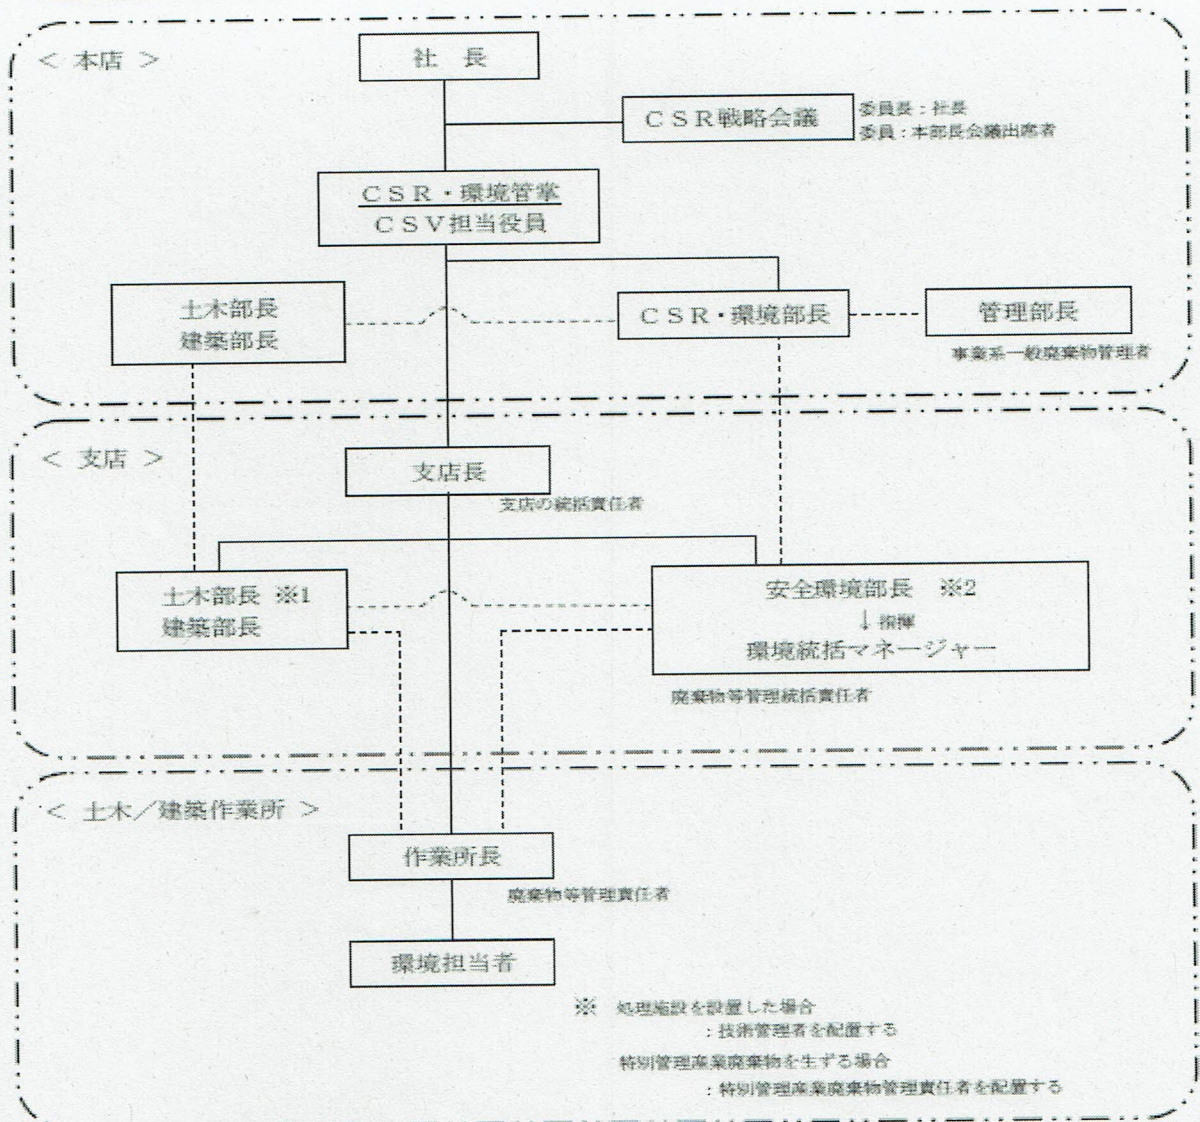 < 本店 >
社 長
CSR戦略会議
委員長:社長
委員:本部長会議出席者
CSR・環境管掌
CSV担当役員
土木部長
建築部長
CSR・環境部長
管理部長
事業系一般廃棄物管理者
< 支店 >
支店長
支店の統括責任者
土木部長 ※1
建築部長
安全環境部長 ※2
↓指揮
環境統括マネージャー
廃棄物等管理統括責任者
< 土木/建築作業所 >
作業所長
廃棄物等管理責任者
環境担当者
※ 処理施設を設置した場合
:技術管理者を配置する
特別管理産業廃棄物を生ずる場合
:特別管理産業廃棄物管理責任者を配置する